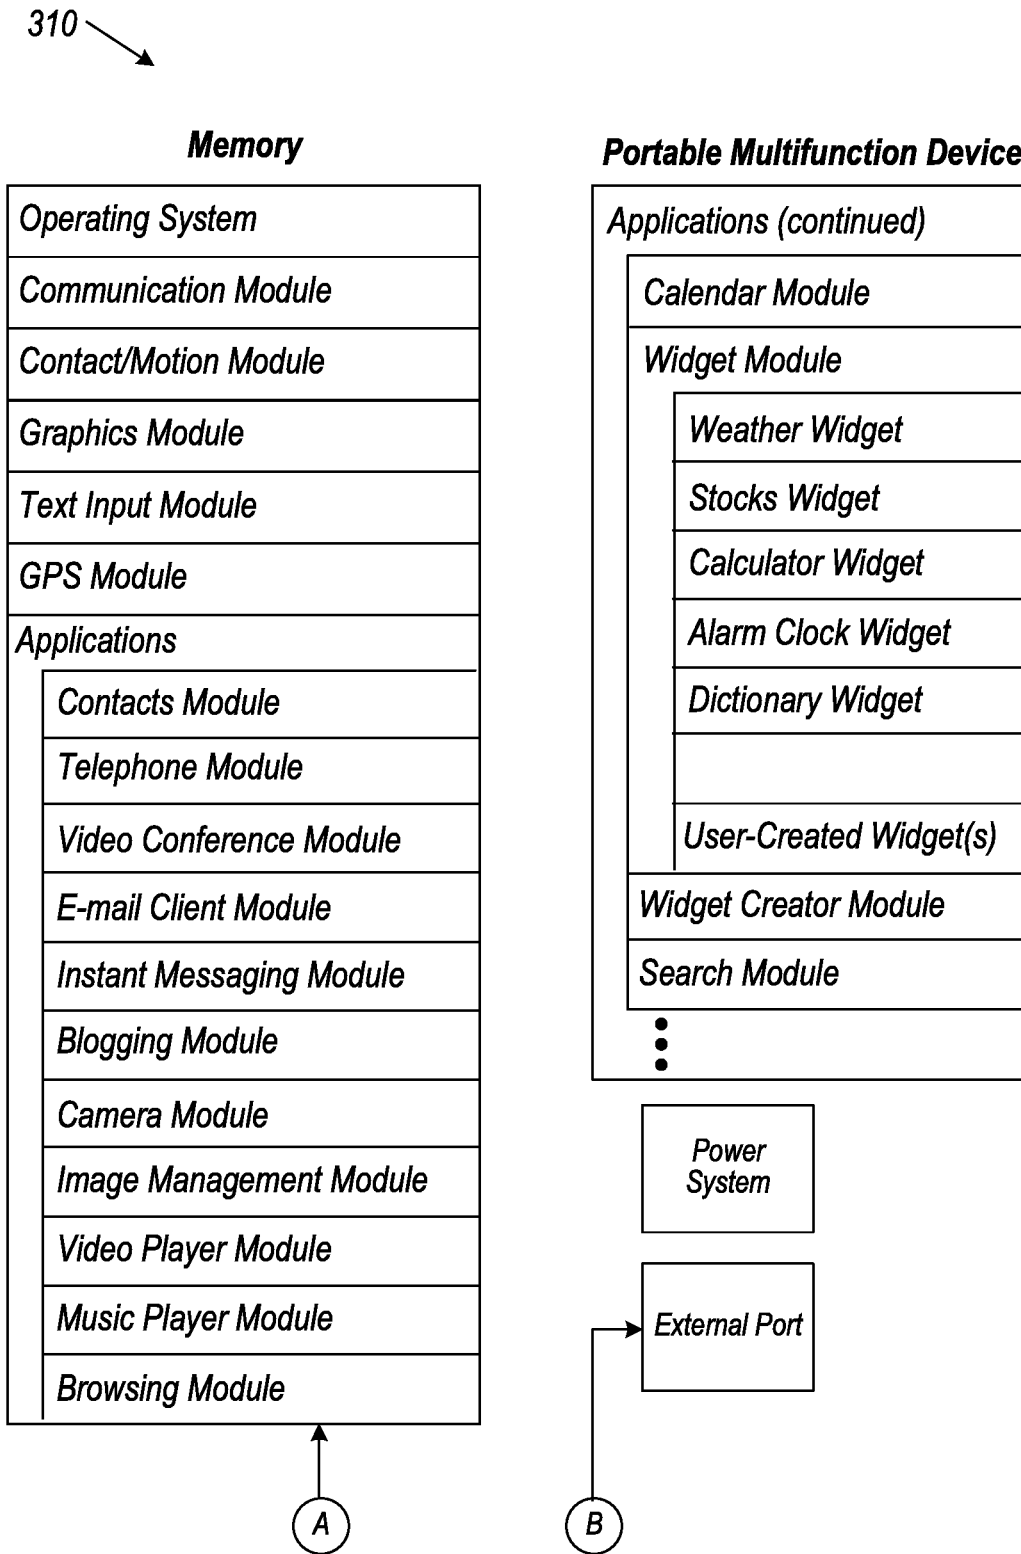 310
Memory
Operating System
Communication Module
Contact/Motion Module
Graphics Module
Text Input Module
GPS Module
Applications
Contacts Module
Telephone Module
Video Conference Module
E-mail Client Module
Instant Messaging Module
Blogging Module
Camera Module
Image Management Module
Video Player Module
Music Player Module
Browsing Module
A
Portable Multifunction Device
Applications (continued)
Calendar Module
Widget Module
Weather Widget
Stocks Widget
Calculator Widget
Alarm Clock Widget
Dictionary Widget
User-Created Widget(s)
Widget Creator Module
Search Module
Power
System
External Port
B